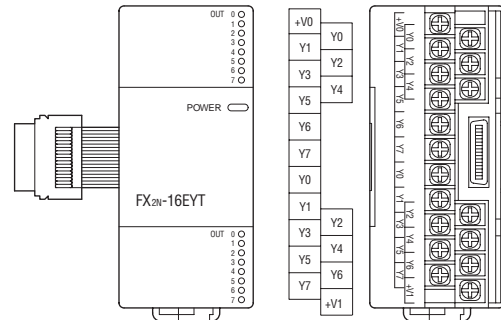 OUT 0
1
2
3
4
5
6
7
POWER
FX2N-16EYT
OUT 0
1
2
3
4
5
6
7
+V0
Y0
Y1
Y2
Y3
Y4
Y5
Y6
Y7
Y0
Y1
Y2
Y3
Y4
Y5
Y6
Y7
+V1
+V0
Y0
Y1
Y2
Y3
Y4
Y5
Y6
Y7
Y0
Y1
Y2
Y3
Y4
Y5
Y6
Y7
+V1